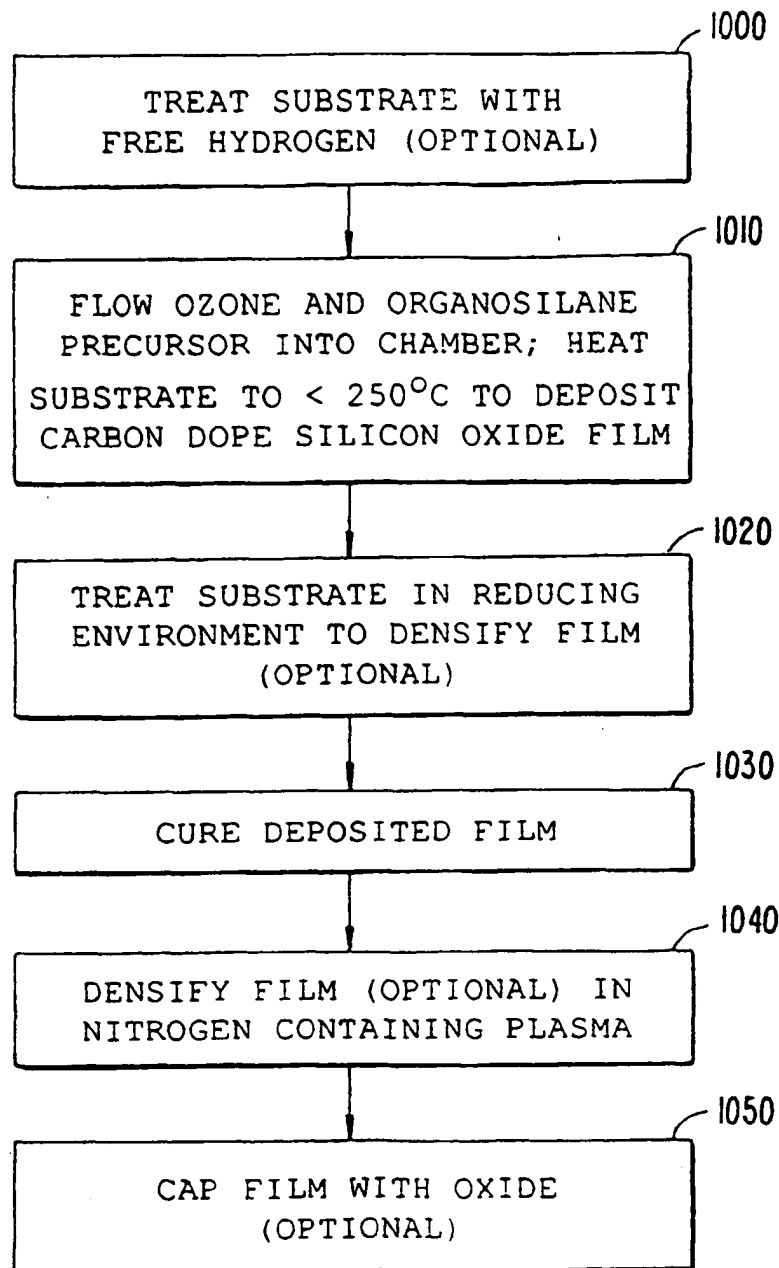 1000
TREAT SUBSTRATE WITH
FREE HYDROGEN (OPTIONAL)
1010
FLOW OZONE AND ORGANOSILANE
PRECURSOR INTO CHAMBER; HEAT
SUBSTRATE TO < 250°C TO DEPOSIT
CARBON DOPE SILICON OXIDE FILM
1020
TREAT SUBSTRATE IN REDUCING
ENVIRONMENT TO DENSIFY FILM
(OPTIONAL)
1030
CURE DEPOSITED FILM
1040
DENSIFY FILM (OPTIONAL) IN
NITROGEN CONTAINING PLASMA
1050
CAP FILM WITH OXIDE
(OPTIONAL)